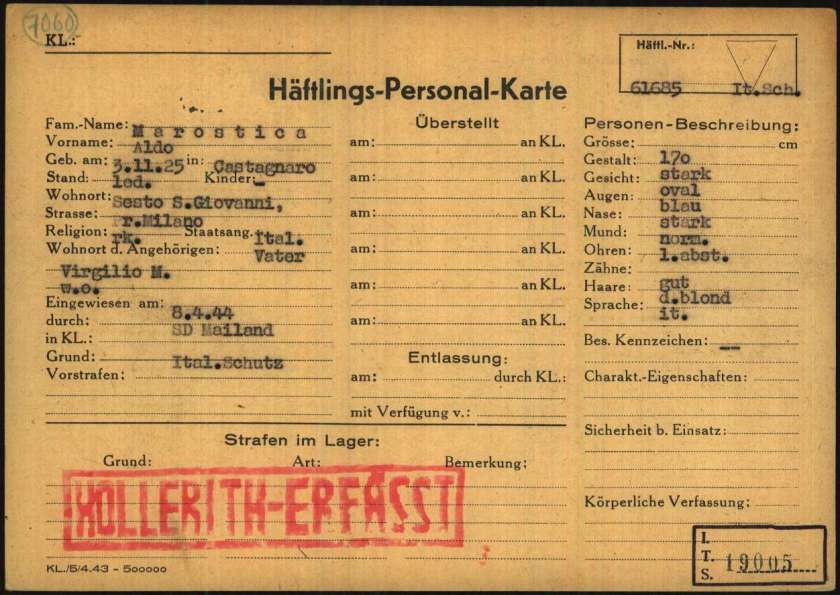 7060
KL.:
Häftl.-Nr.:
61685 It.Sch.
Häftlings-Personal-Karte
Fam.-Name: Marostica
Vorname: Aldo
Geb. am: 3.11.25 in: Castagnaro
Stand: led. Kinder: -
Wohnort: Sesto S.Giovanni,
Strasse: Pr.Milano
Religion: rk. Staatsang. Ital.
Wohnort d. Angehörigen: Vater
Virgilio M.
w.o.
Eingewiesen am: 8.4.44
durch: SD Mailand
in KL.:
Grund: Ital.Schutz
Vorstrafen:
Überstellt
am: an KL.
am: an KL.
am: an KL.
am: an KL.
am: an KL.
am: an KL.
Entlassung:
am: durch KL.:
mit Verfügung v.:
Personen-Beschreibung:
Grösse: cm
Gestalt: 170
Gesicht: stark
Augen: oval
Nase: blau
Mund: stark
Ohren: norm.
Zähne: l.abst.
Haare: gut
Sprache: d.blond
it.
Bes. Kennzeichen: --
Charakt.-Eigenschaften:
Sicherheit b. Einsatz:
Körperliche Verfassung:
Strafen im Lager:
Grund: Art: Bemerkung:
HOLLERITH-ERFASST
KL./5/4.43 - 500000
I.
T. 19005
S.